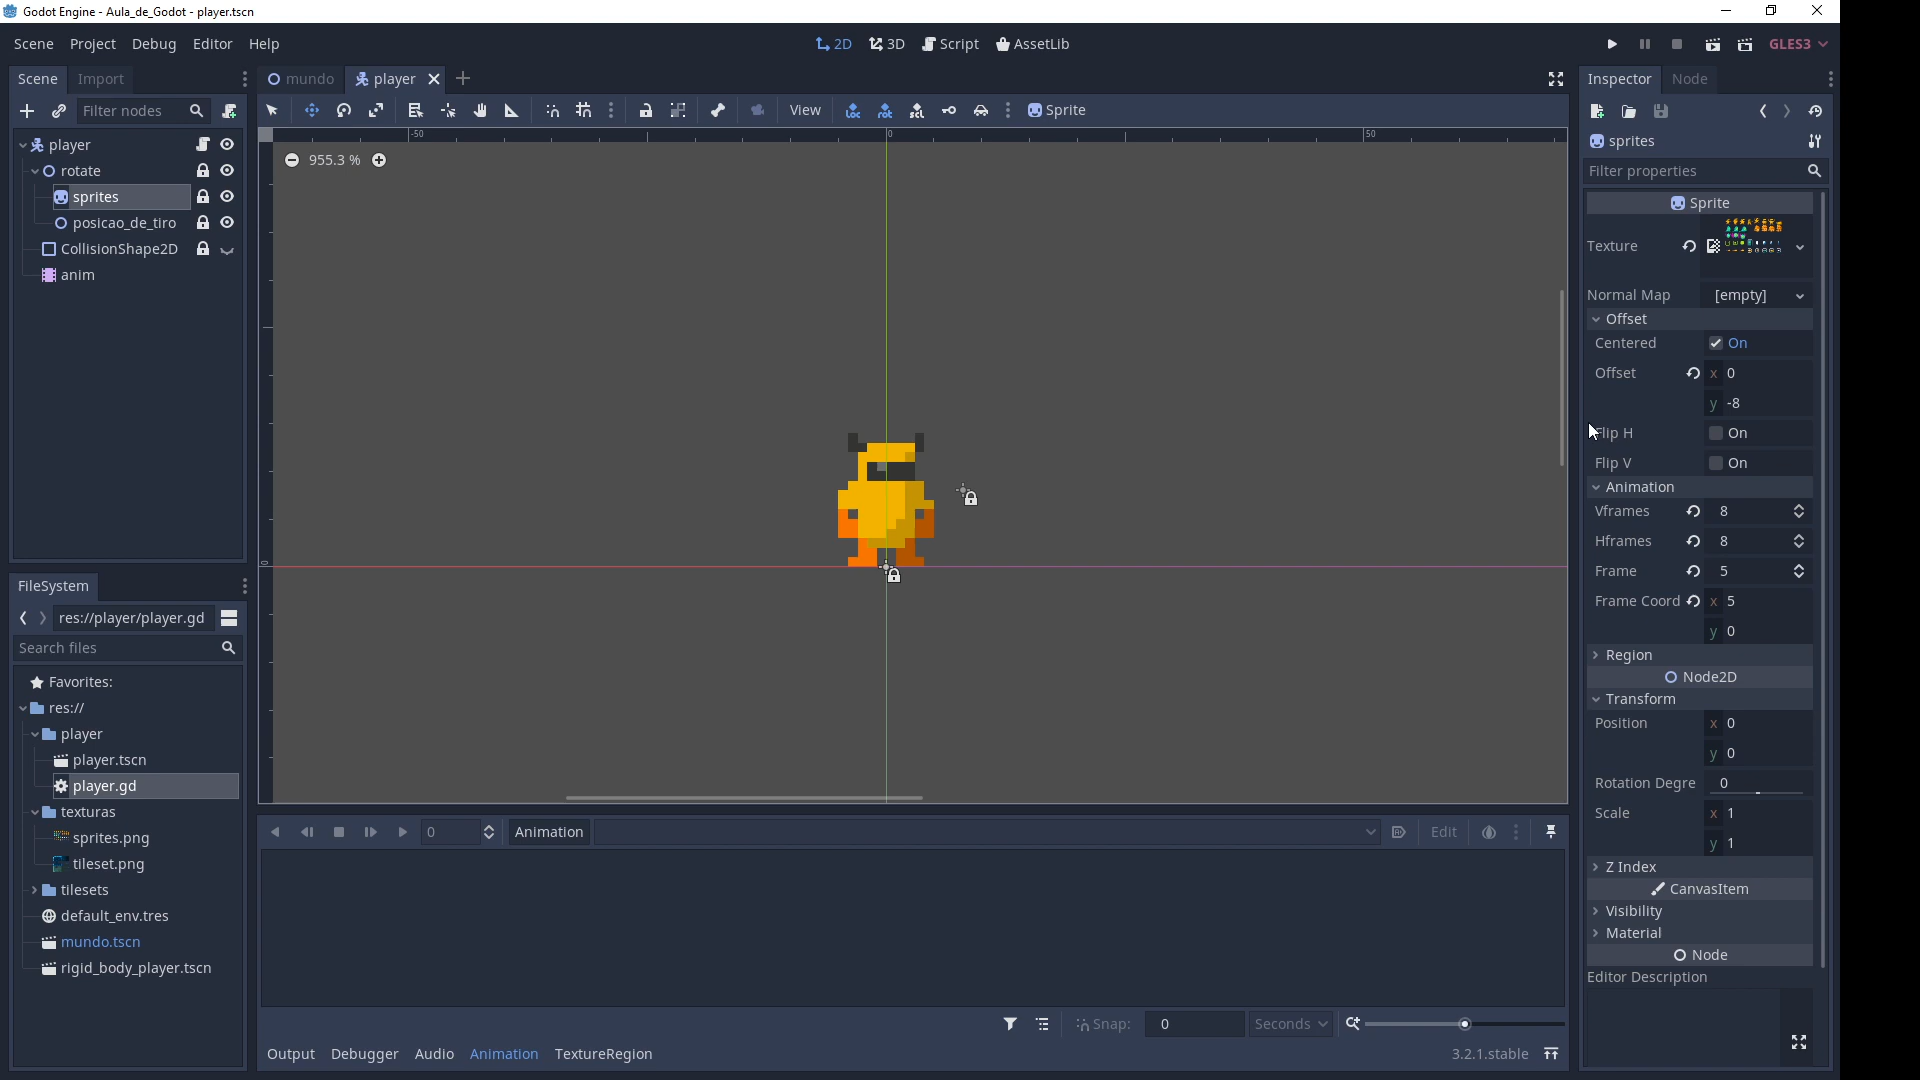 Godot Engine - Aula_de_Godot - player.tscn
Scene Project Debug Editor Help
2D 3D Script AssetLib
GLES3
Scene Import
mundo player
Inspector Node
Filter nodes
View
Sprite
player
rotate
sprites
posicao_de_tiro
CollisionShape2D
anim
-50 0 50
955.3 %
0
sprites
Filter properties
Sprite
Texture
Normal Map [empty]
Offset
Centered On
Offset x 0
y -8
Flip H On
Flip V On
Animation
Vframes 8
Hframes 8
Frame 5
Frame Coord x 5
y 0
Region
Node2D
Transform
Position x 0
y 0
Rotation Degre 0
Scale x 1
y 1
Z Index
CanvasItem
Visibility
Material
Node
Editor Description
FileSystem
res://player/player.gd
Search files
Favorites:
res://
player
player.tscn
player.gd
texturas
sprites.png
tileset.png
tilesets
default_env.tres
mundo.tscn
rigid_body_player.tscn
0 Animation Edit
Snap: 0 Seconds
Output Debugger Audio Animation TextureRegion
3.2.1.stable